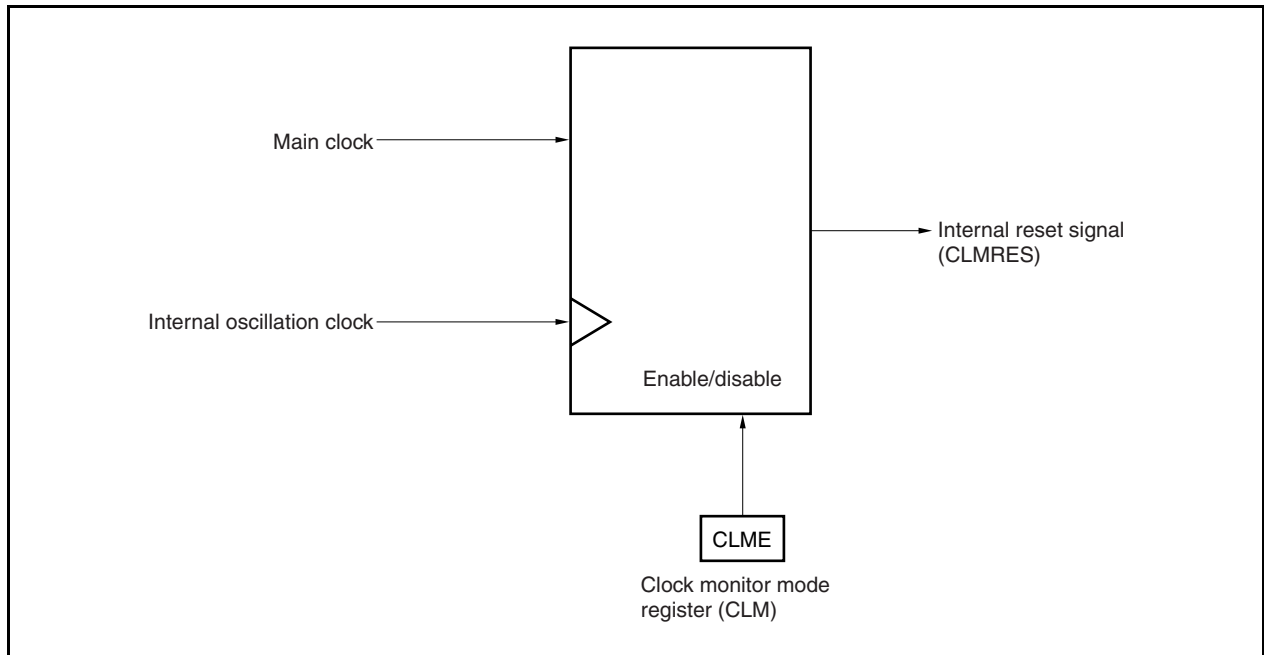 Main clock
Internal reset signal
(CLMRES)
Internal oscillation clock
Enable/disable
CLME
Clock monitor mode
register (CLM)